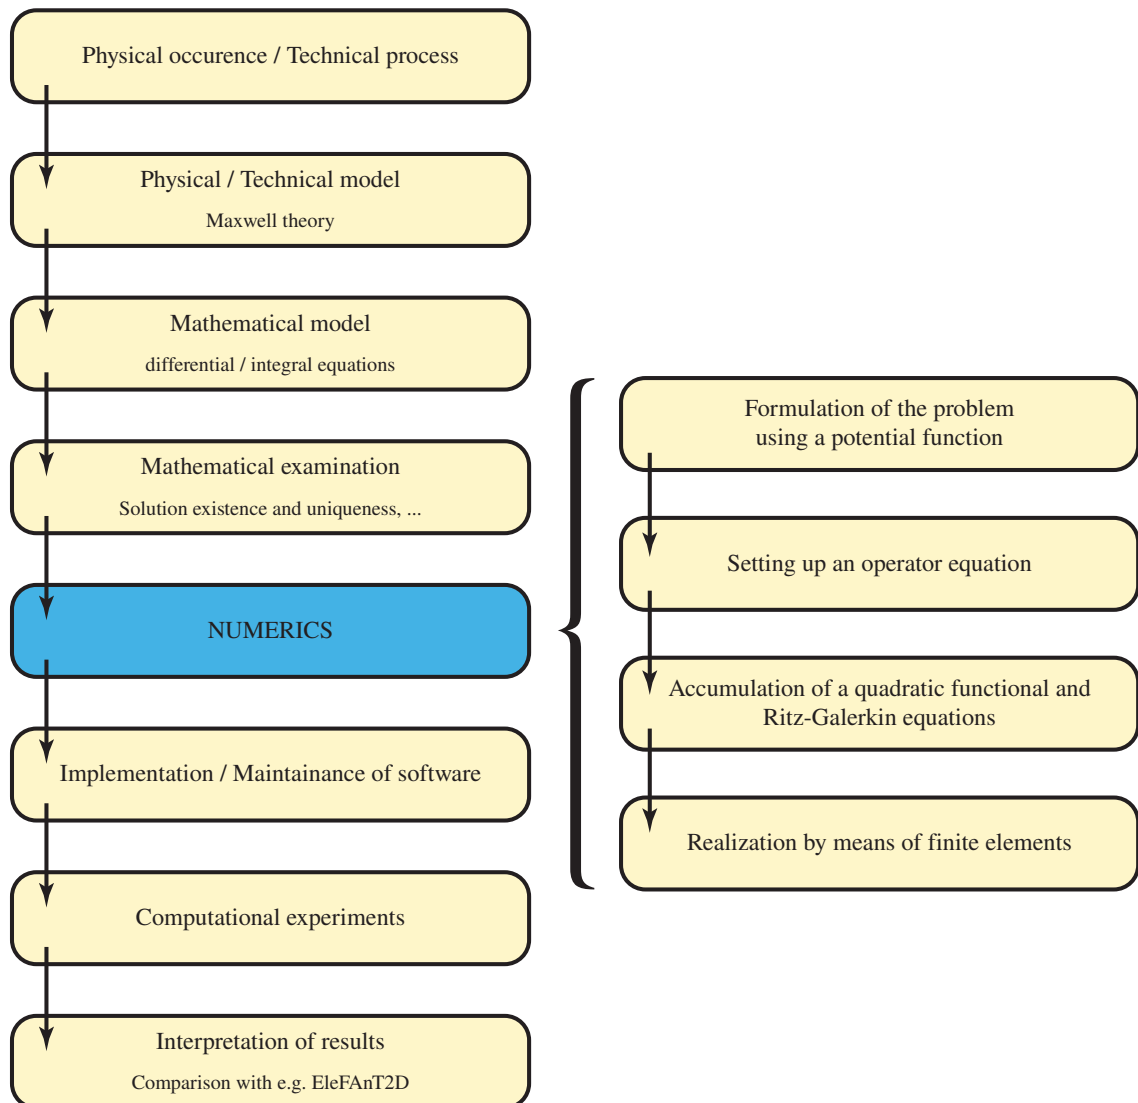 Physical occurence / Technical process
Physical / Technical model
Maxwell theory
Mathematical model
differential / integral equations
Mathematical examination
Solution existence and uniqueness, ...
NUMERICS
Implementation / Maintainance of software
Computational experiments
Interpretation of results
Comparison with e.g. EleFAnT2D
Formulation of the problem
using a potential function
Setting up an operator equation
Accumulation of a quadratic functional and
Ritz-Galerkin equations
Realization by means of finite elements